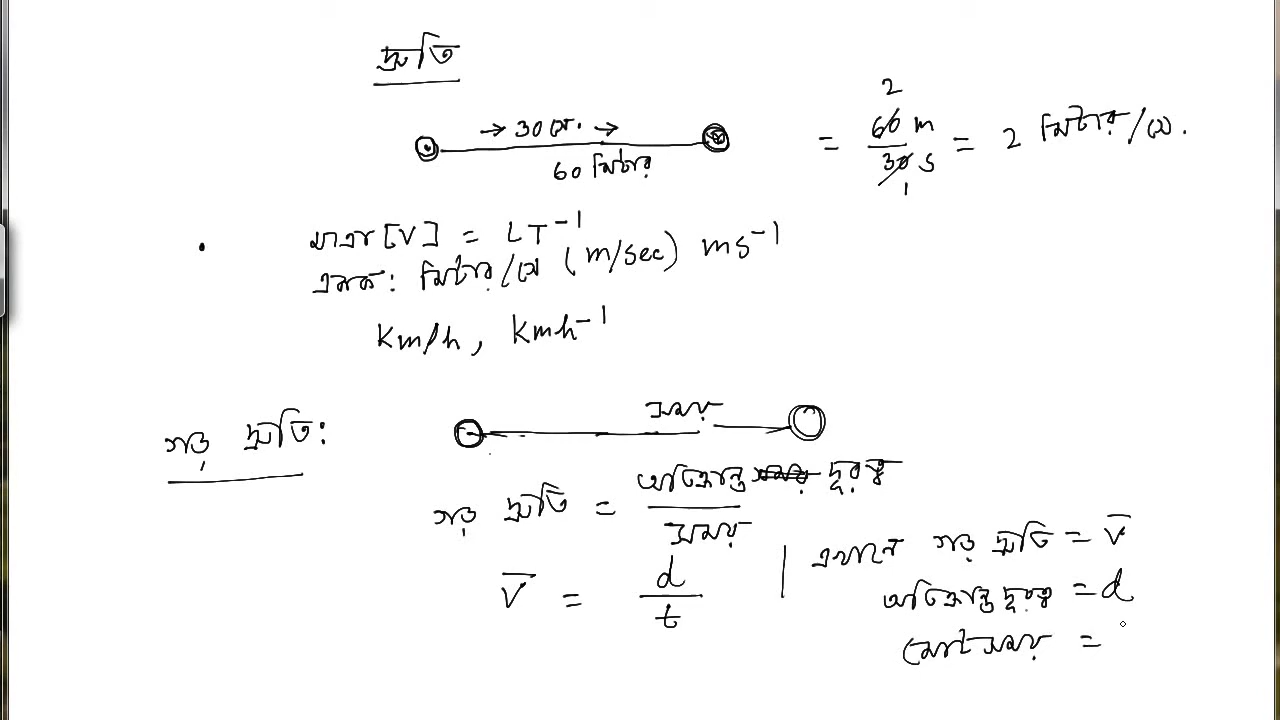 দ্রুতি
→ 30 সে. →
60 মিটার
= 60 m / 30 s = 2 মিটার/সে.
2
1
মাত্রা [V] = LT⁻¹
একক: মিটার/সে (m/sec) ms⁻¹
km/h, kmh⁻¹
গড় দ্রুতি:
সময়
গড় দ্রুতি = অতিক্রান্ত দূরত্ব / সময়
V̅ = d / t
এখানে গড় দ্রুতি = V̅
অতিক্রান্ত দূরত্ব = d
মোট সময় =